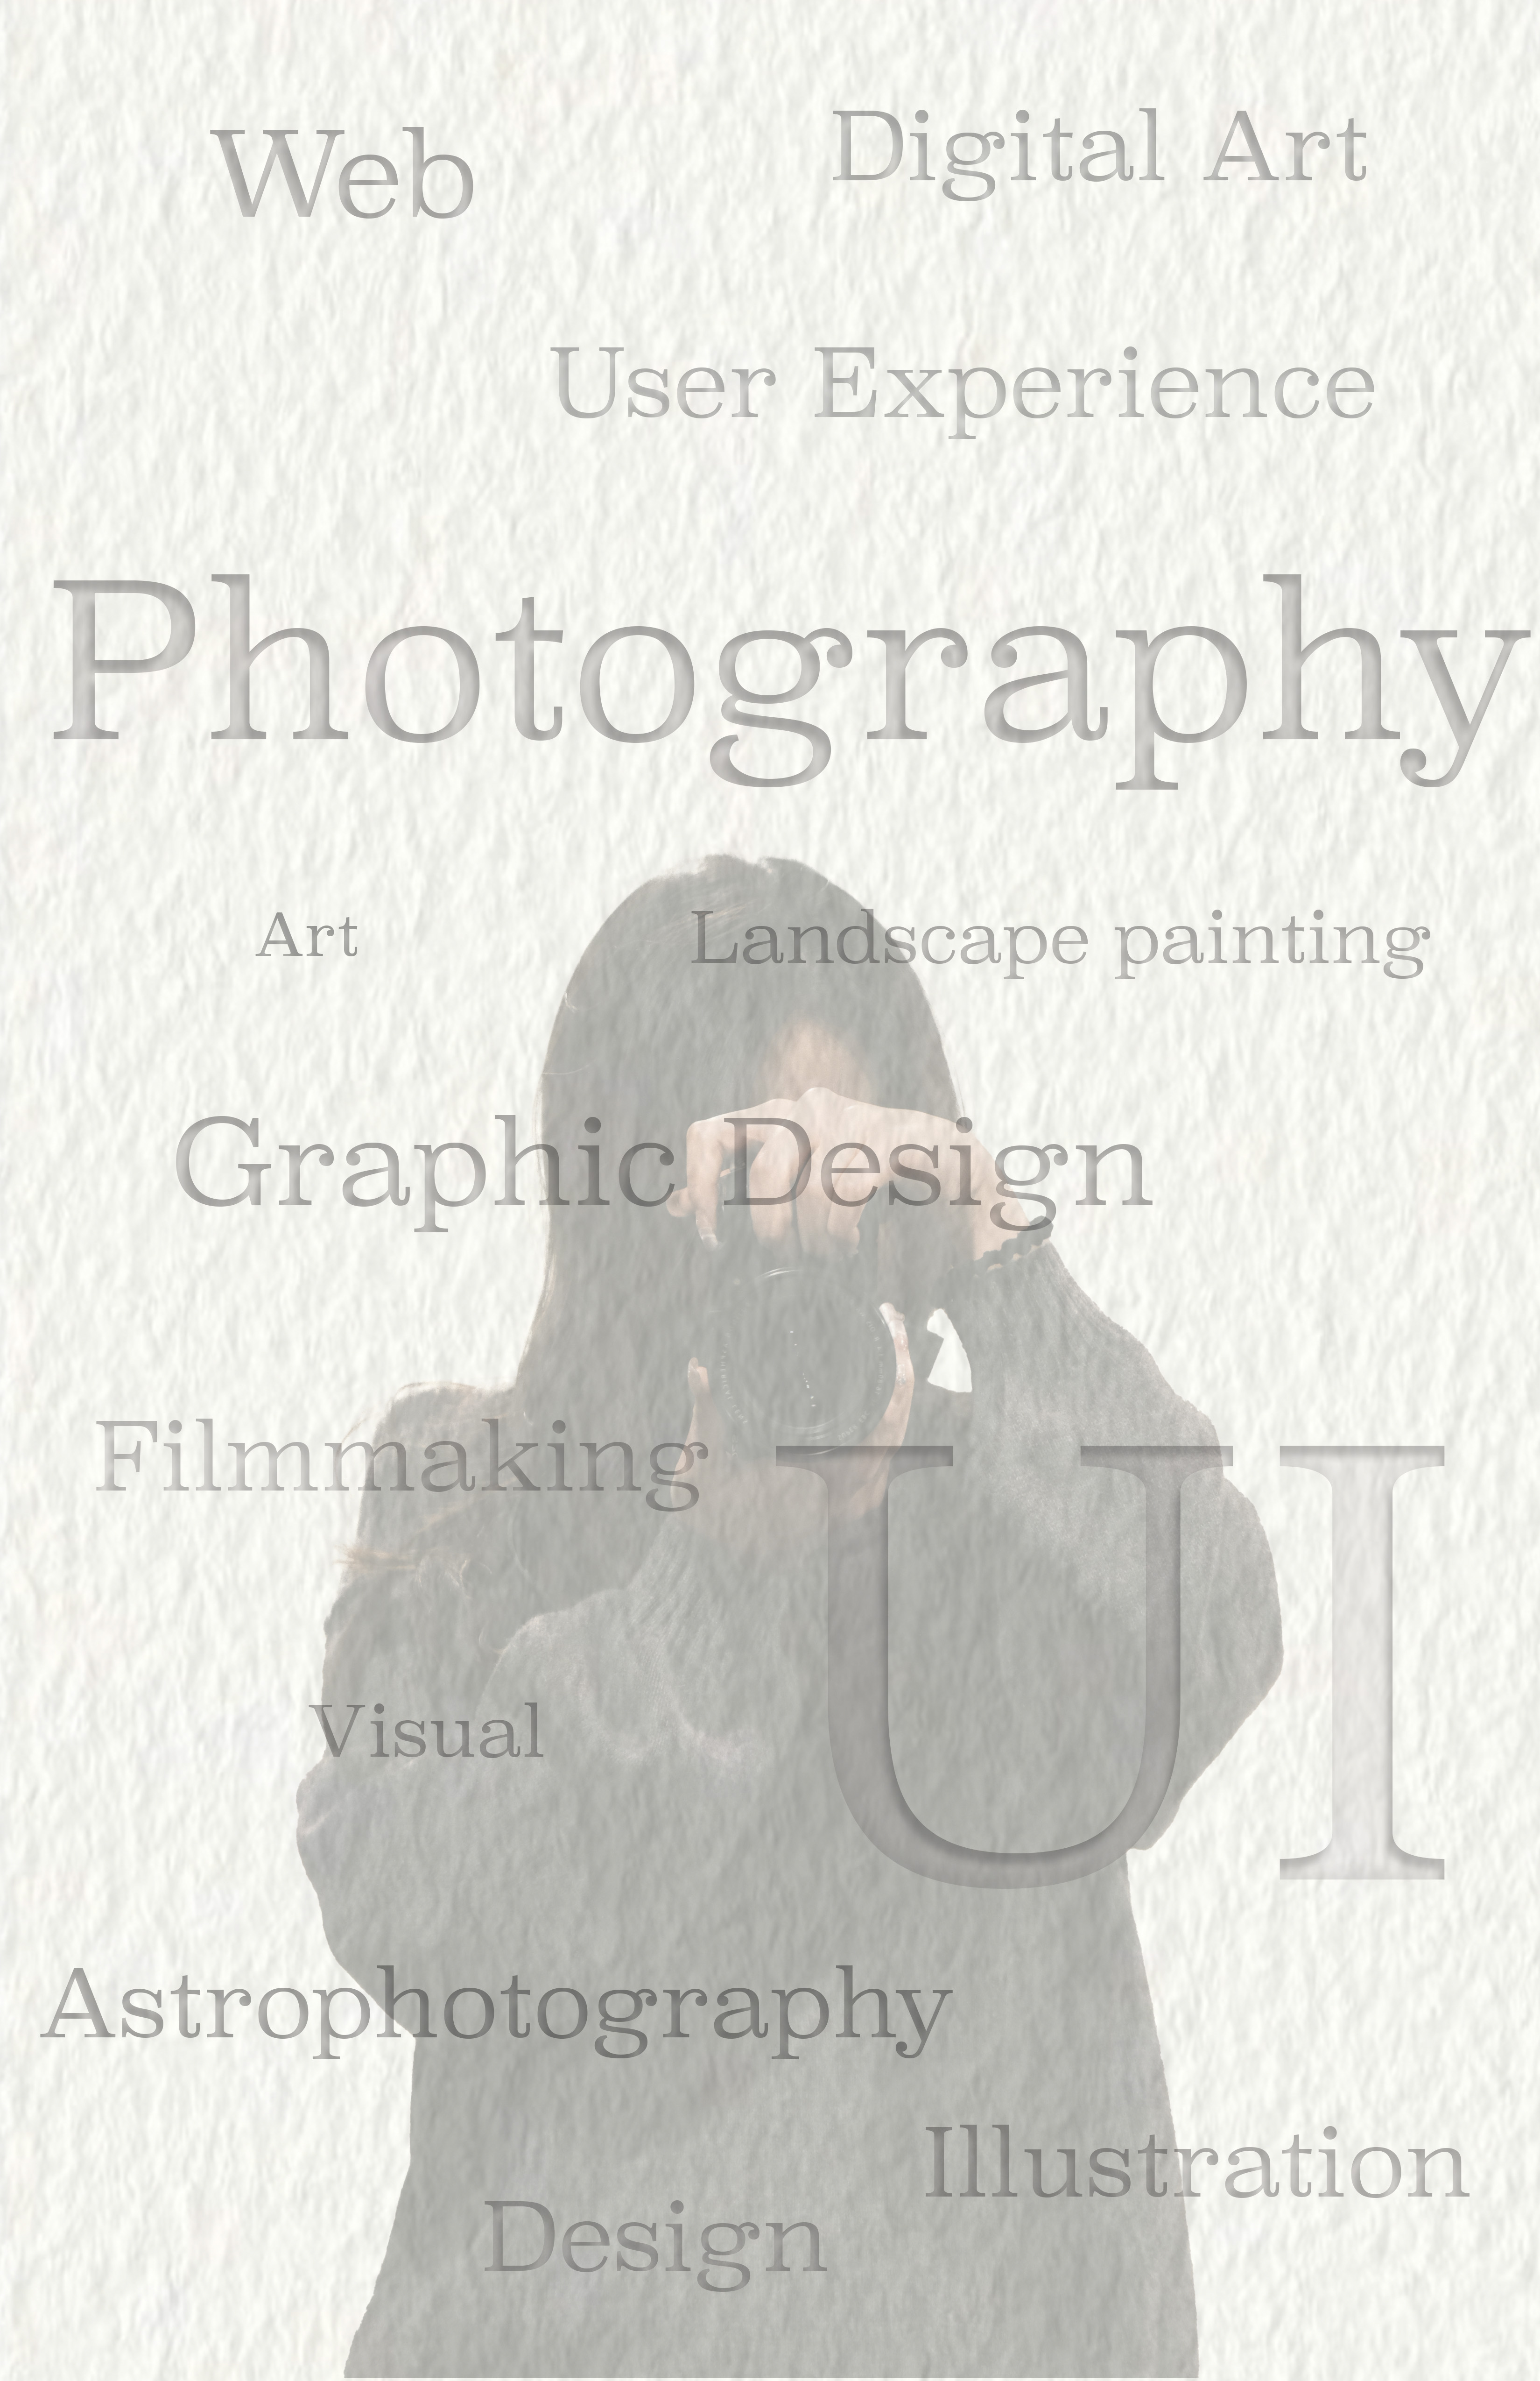 Web
Digital Art
User Experience
Photography
Art
Landscape painting
Graphic Design
Filmmaking
UI
Visual
Astrophotography
Illustration
Design